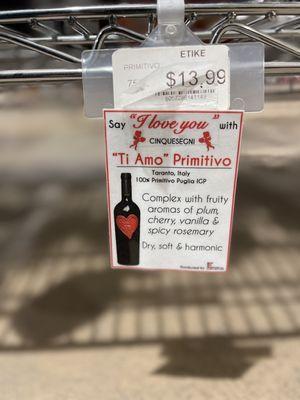 ETIKE
PRIMITIVO
$13.99
75
Say "I love you" with
CINQUESEGNI
"Ti Amo" Primitivo
Taranto, Italy
100% Primitivo Puglia IGP
Complex with fruity
aromas of plum,
cherry, vanilla &
spicy rosemary
Dry, soft & harmonic